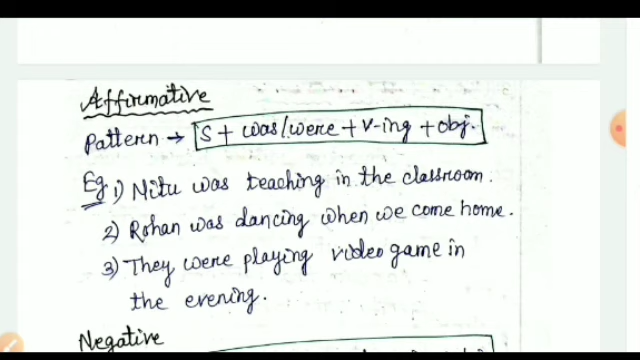 Affirmative
Pattern → S + was/were + V-ing + obj.
Eg 1) Nitu was teaching in the classroom.
2) Rohan was dancing when we come home.
3) They were playing video game in
the evening.
Negative